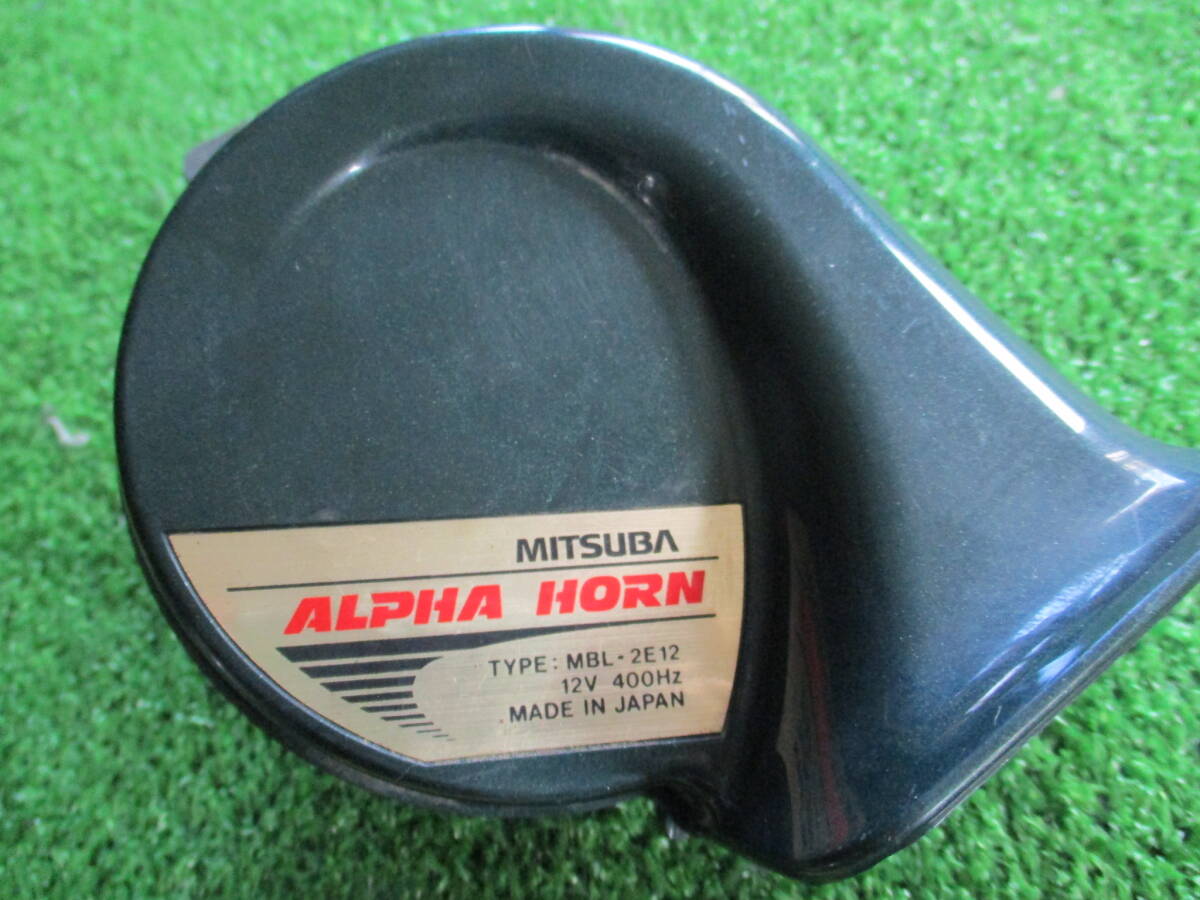 MITSUBA
ALPHA HORN
TYPE: MBL-2E12
12V 400Hz
MADE IN JAPAN